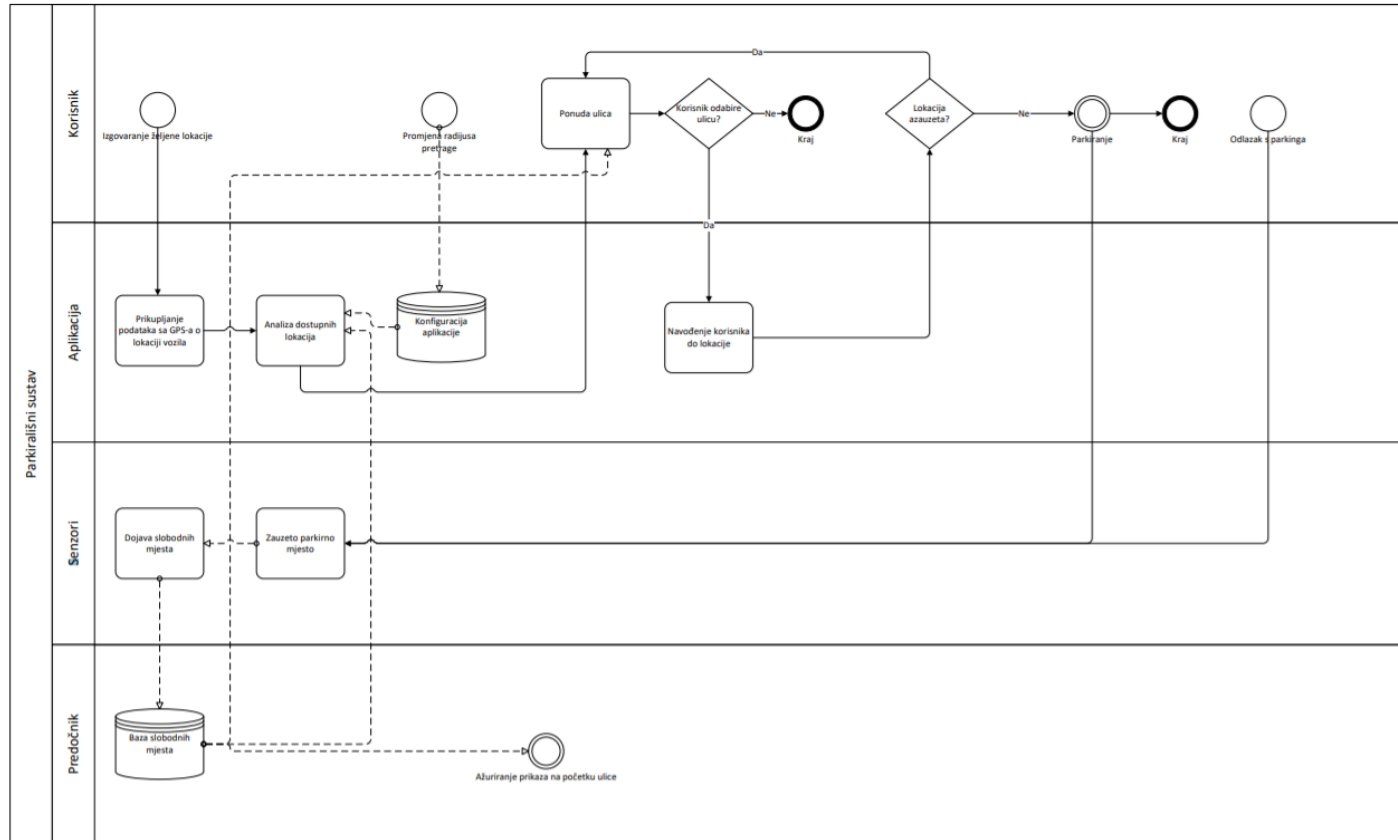 Parkirališni sustav
Korisnik
Izgovaranje željene lokacije
Promjena radijusa
pretrage
Ponuda ulica
Da
Korisnik odabire
ulicu?
Ne
Kraj
Lokacija
azauzeta?
Ne
Parkiranje
Kraj
Odlazak s parkinga
Da
Aplikacija
Prikupljanje
podataka sa GPS-a o
lokaciji vozila
Analiza dostupnih
lokacija
Konfiguracija
aplikacije
Navođenje korisnika
do lokacije
Senzori
Dojava slobodnih
mjesta
Zauzeto parkirno
mjesto
Predočnik
Baza slobodnih
mjesta
Ažuriranje prikaza na početku ulice